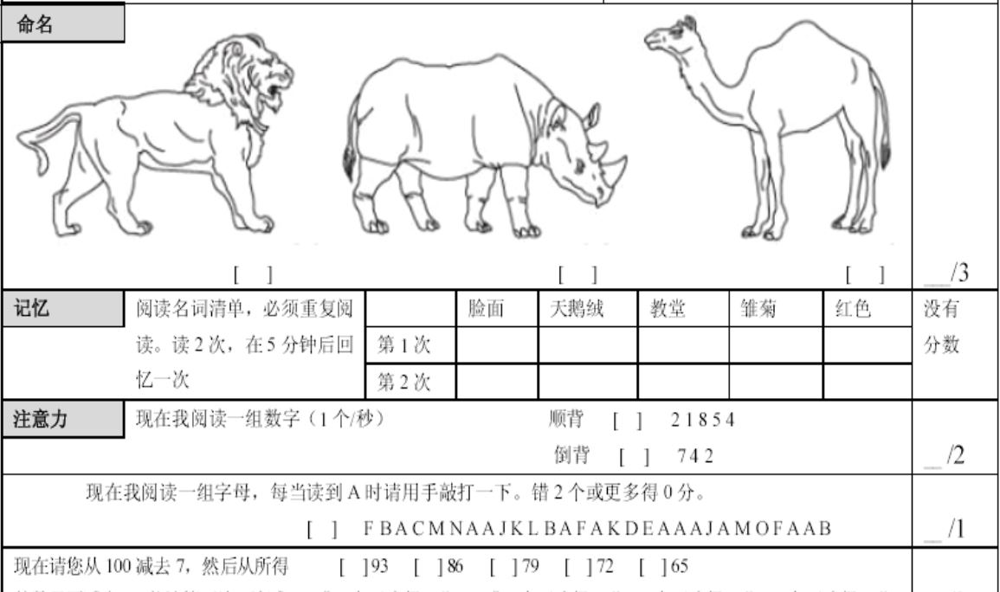 命名
[ ] [ ] [ ] __/3
记忆 阅读名词清单，必须重复阅 脸面 天鹅绒 教堂 雏菊 红色 没有
读。读 2 次，在 5 分钟后回 第 1 次 分数
忆一次 第 2 次
注意力 现在我阅读一组数字（1 个/秒） 顺背 [ ] 2 1 8 5 4
倒背 [ ] 7 4 2 __/2
现在我阅读一组字母，每当读到 A 时请用手敲打一下。错 2 个或更多得 0 分。
[ ] F B A C M N A A J K L B A F A K D E A A A J A M O F A A B __/1
现在请您从 100 减去 7，然后从所得 [ ]93 [ ]86 [ ]79 [ ]72 [ ]65